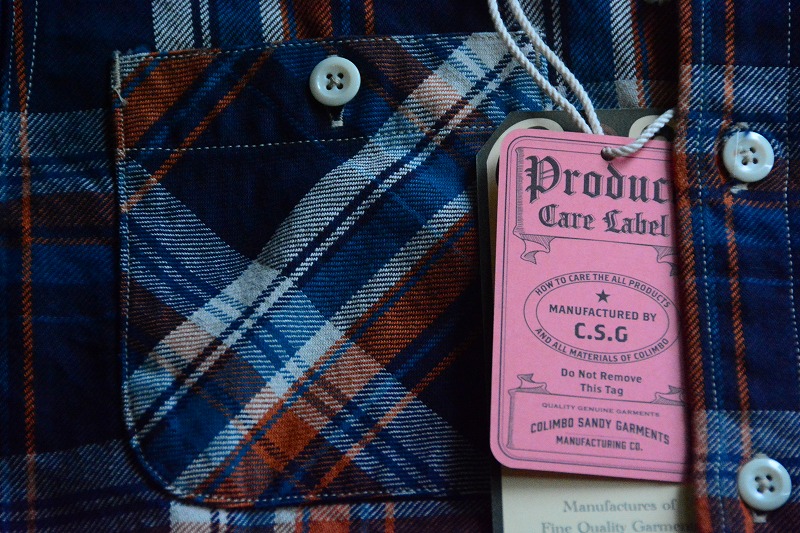 Produc
Care Label
HOW TO CARE THE ALL PRODUCTS
★
MANUFACTURED BY
C.S.G
AND ALL MATERIALS OF COLIMBO
Do Not Remove
This Tag
QUALITY GENUINE GARMENTS
COLIMBO SANDY GARMENTS
MANUFACTURING CO.
Manufactures of
Fine Quality Garmen